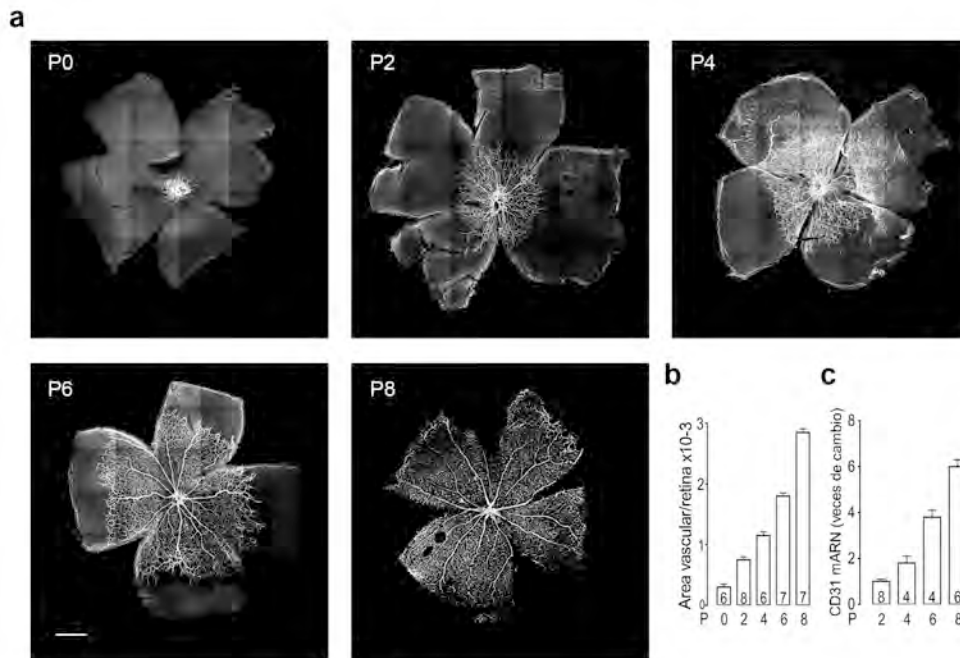 a
P0
P2
P4
P6
P8
b
Area vascular/retina x10-3
3
2
1
0
6 8 6 7 7
P 0 2 4 6 8
c
CD31 mARN (veces de cambio)
8
6
4
2
0
8 4 4 6
P 2 4 6 8